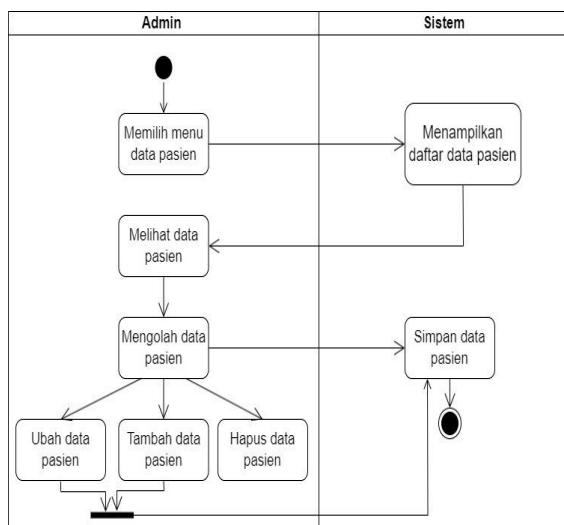 Admin
Sistem
Memilih menu
data pasien
Menampilkan
daftar data pasien
Melihat data
pasien
Mengolah data
pasien
Simpan data
pasien
Ubah data
pasien
Tambah data
pasien
Hapus data
pasien